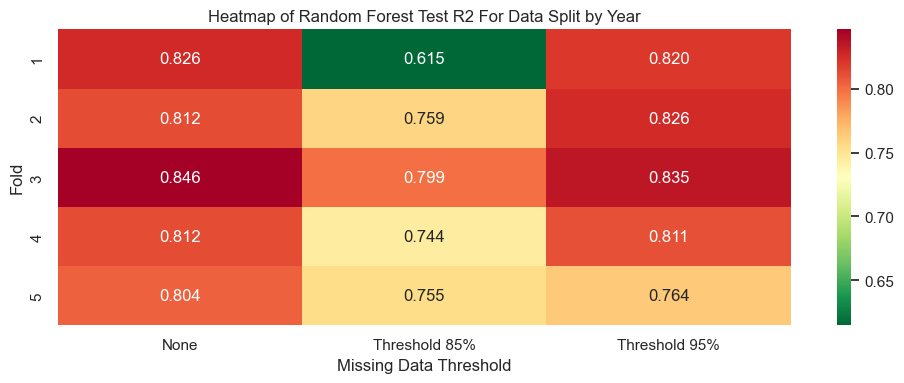 Heatmap of Random Forest Test R2 For Data Split by Year
Fold
1 0.826 0.615 0.820
2 0.812 0.759 0.826
3 0.846 0.799 0.835
4 0.812 0.744 0.811
5 0.804 0.755 0.764
None Threshold 85% Threshold 95%
Missing Data Threshold
0.80
0.75
0.70
0.65